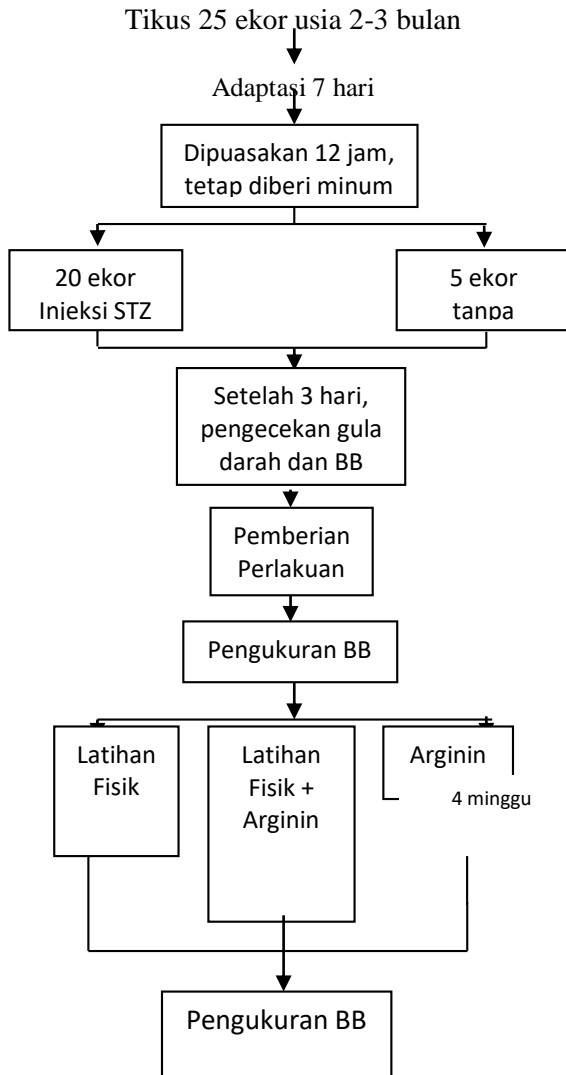 Tikus 25 ekor usia 2-3 bulan
Adaptasi 7 hari
Dipuasakan 12 jam,
tetap diberi minum
20 ekor
Injeksi STZ
5 ekor
tanpa
Setelah 3 hari,
pengecekan gula
darah dan BB
Pemberian
Perlakuan
Pengukuran BB
Latihan
Fisik
Latihan
Fisik +
Arginin
Arginin
4 minggu
Pengukuran BB